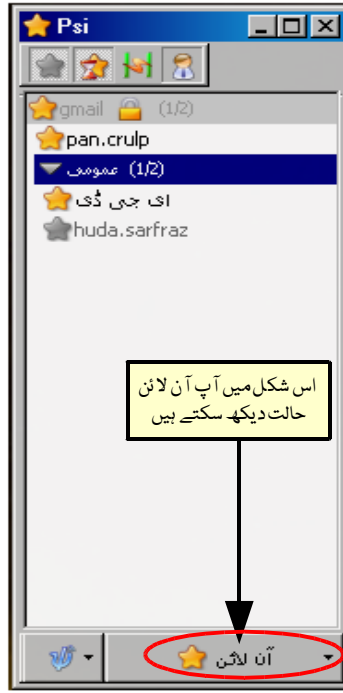 Psi
gmail (1/2)
pan.crulp
عمومی (1/2)
ای جی ڈی
huda.sarfraz
اس شکل میں آپ آن لائن
حالت دیکھ سکتے ہیں
آن لائن